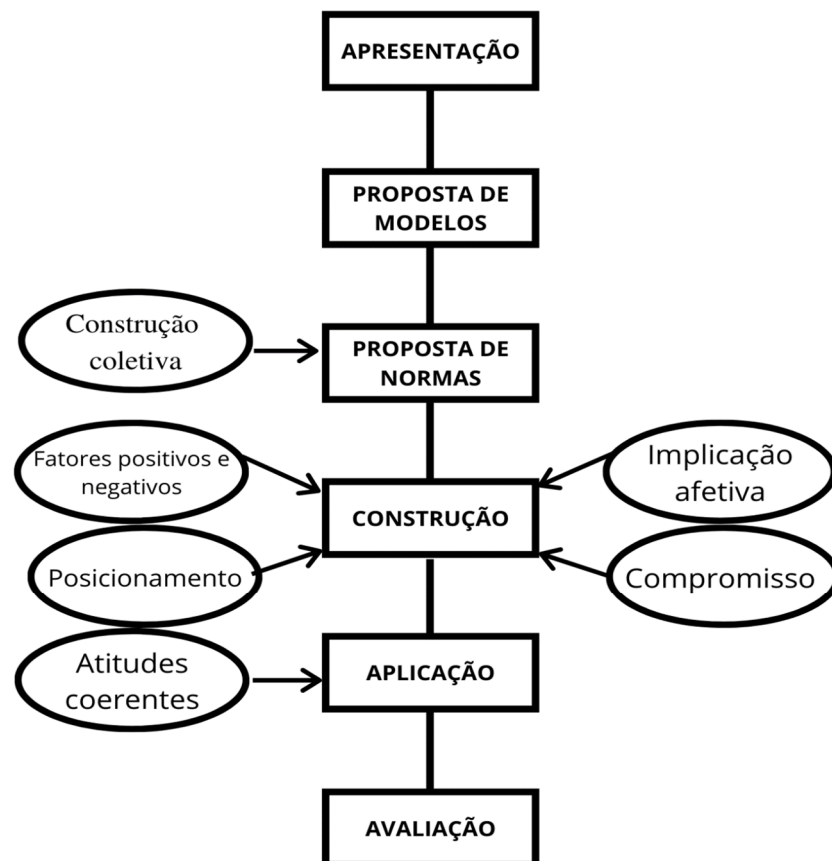 APRESENTAÇÃO
PROPOSTA DE
MODELOS
Construção
coletiva
PROPOSTA DE
NORMAS
Fatores positivos e
negativos
Implicação
afetiva
CONSTRUÇÃO
Posicionamento
Compromisso
Atitudes
coerentes
APLICAÇÃO
AVALIAÇÃO